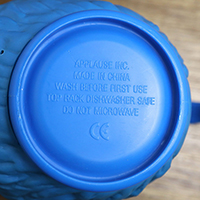 APPLAUSE INC.
MADE IN CHINA
WASH BEFORE FIRST USE
TOP RACK DISHWASHER SAFE
DO NOT MICROWAVE
CE